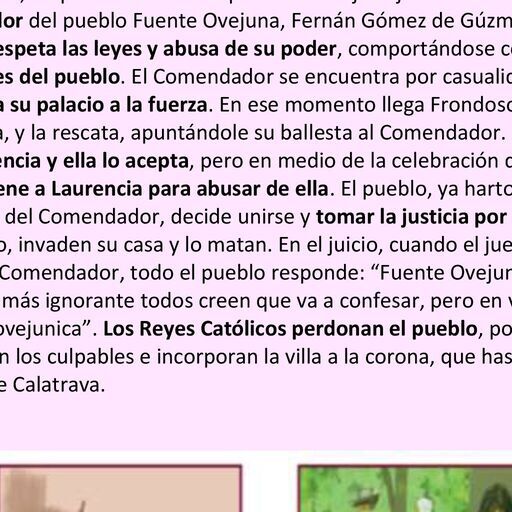 dor del pueblo Fuente Ovejuna, Fernán Gómez de Gúzm
espeta las leyes y abusa de su poder, comportándose c
es del pueblo. El Comendador se encuentra por casuali
a su palacio a la fuerza. En ese momento llega Frondoso
a, y la rescata, apuntándole su ballesta al Comendador.
encia y ella lo acepta, pero en medio de la celebración
ene a Laurencia para abusar de ella. El pueblo, ya harto
del Comendador, decide unirse y tomar la justicia por
o, invaden su casa y lo matan. En el juicio, cuando el jue
Comendador, todo el pueblo responde: “Fuente Ovejun
más ignorante todos creen que va a confesar, pero en v
ovejunica”. Los Reyes Católicos perdonan el pueblo, po
n los culpables e incorporan la villa a la corona, que has
e Calatrava.